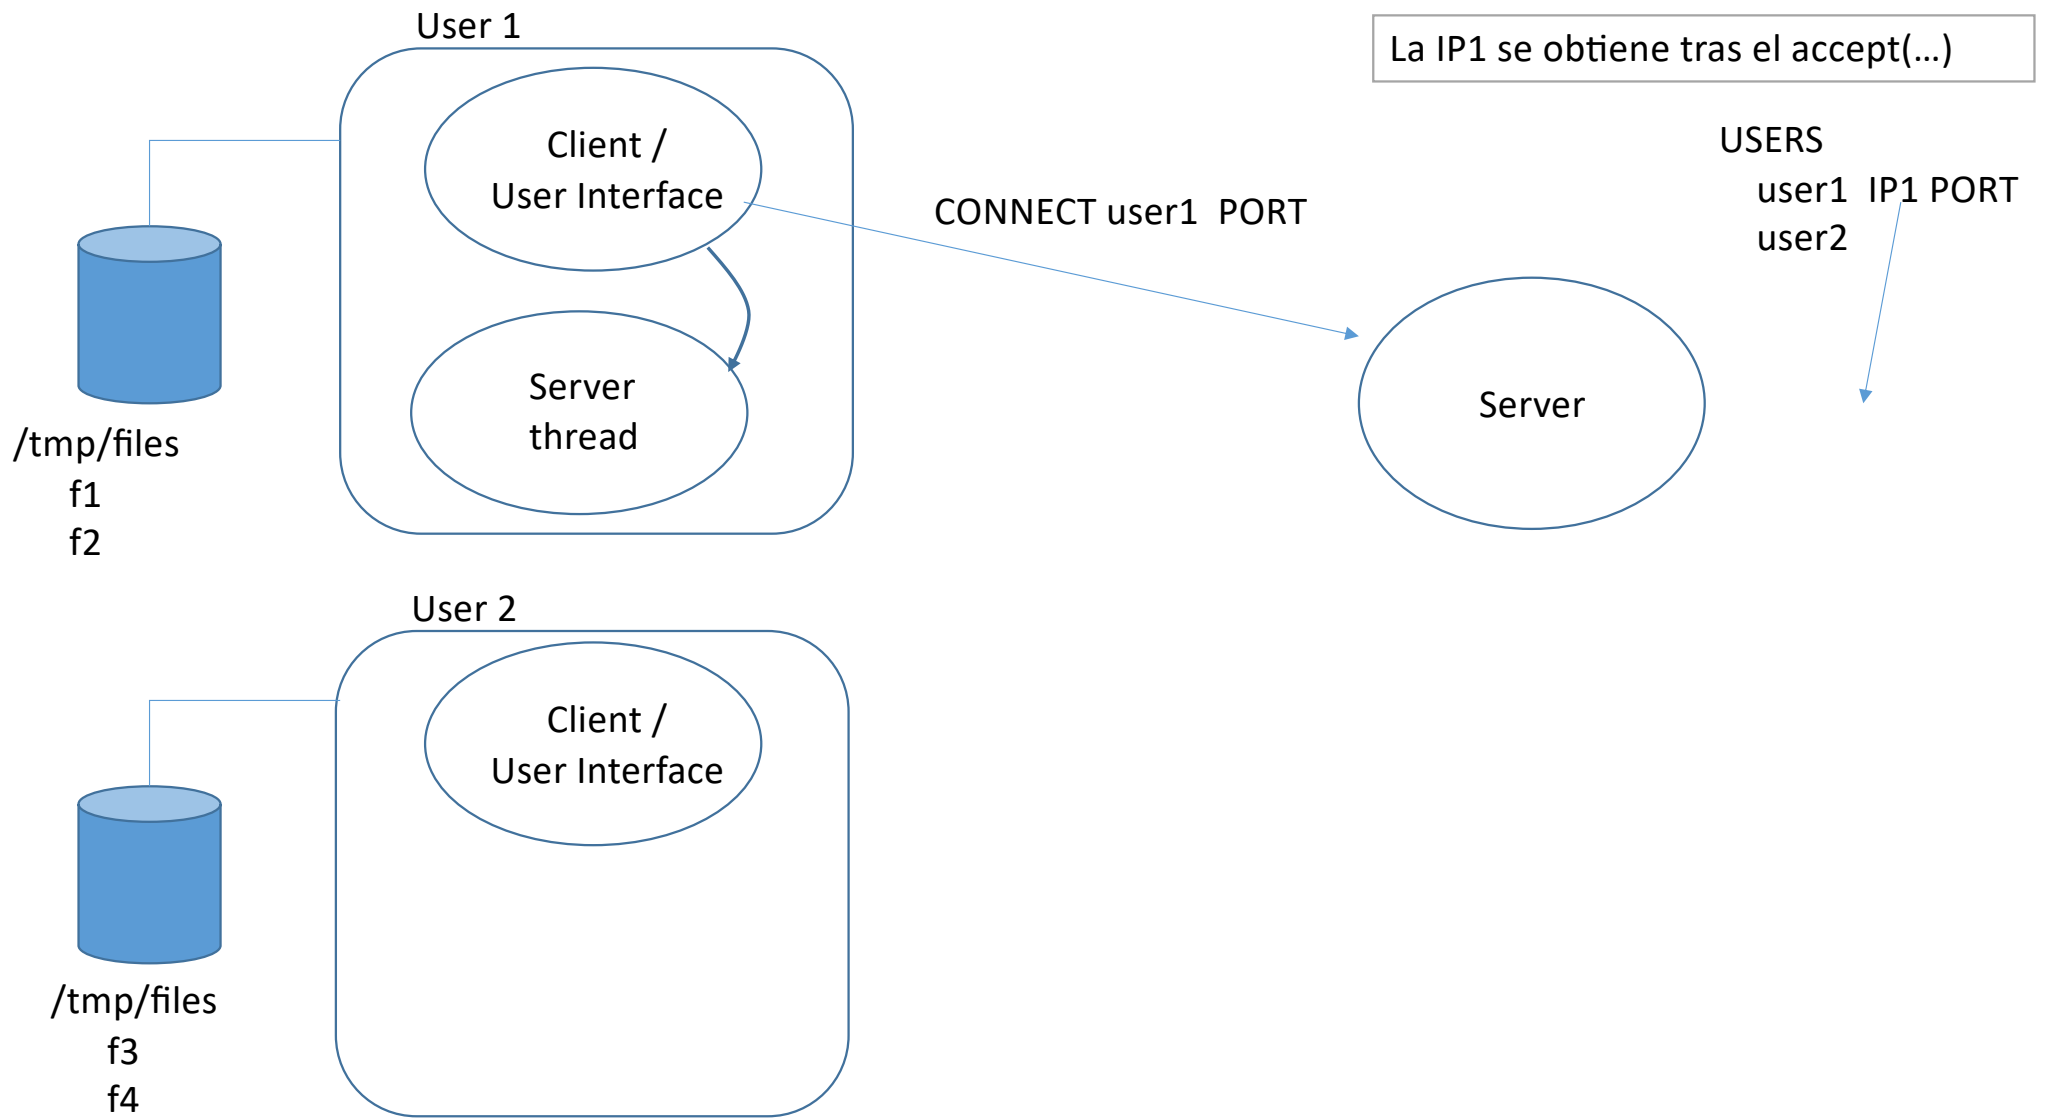 User 1
La IP1 se obtiene tras el accept(...)
Client /
User Interface
USERS
user1 IP1 PORT
user2
CONNECT user1 PORT
Server
thread
Server
/tmp/files
f1
f2
User 2
Client /
User Interface
/tmp/files
f3
f4